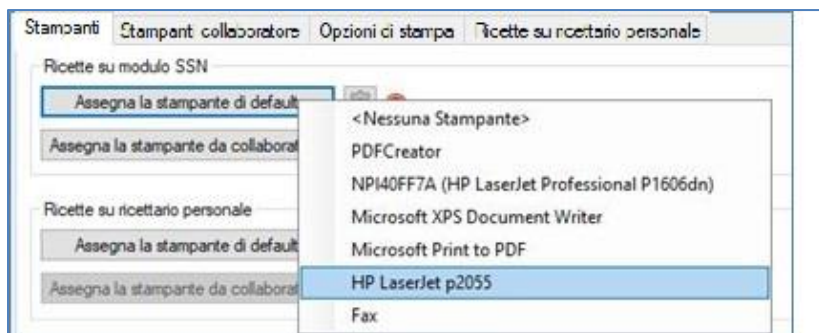 Stampanti Stampanti collaboratore Opzioni di stampa Ricette su ricettario personale
Ricette su modulo SSN
Assegna la stampante di default
Assegna la stampante da collaborat
Ricette su ricettario personale
Assegna la stampante di default
Assegna la stampante da collaborat
<Nessuna Stampante>
PDFCreator
NPI40FF7A (HP LaserJet Professional P1606dn)
Microsoft XPS Document Writer
Microsoft Print to PDF
HP LaserJet p2055
Fax